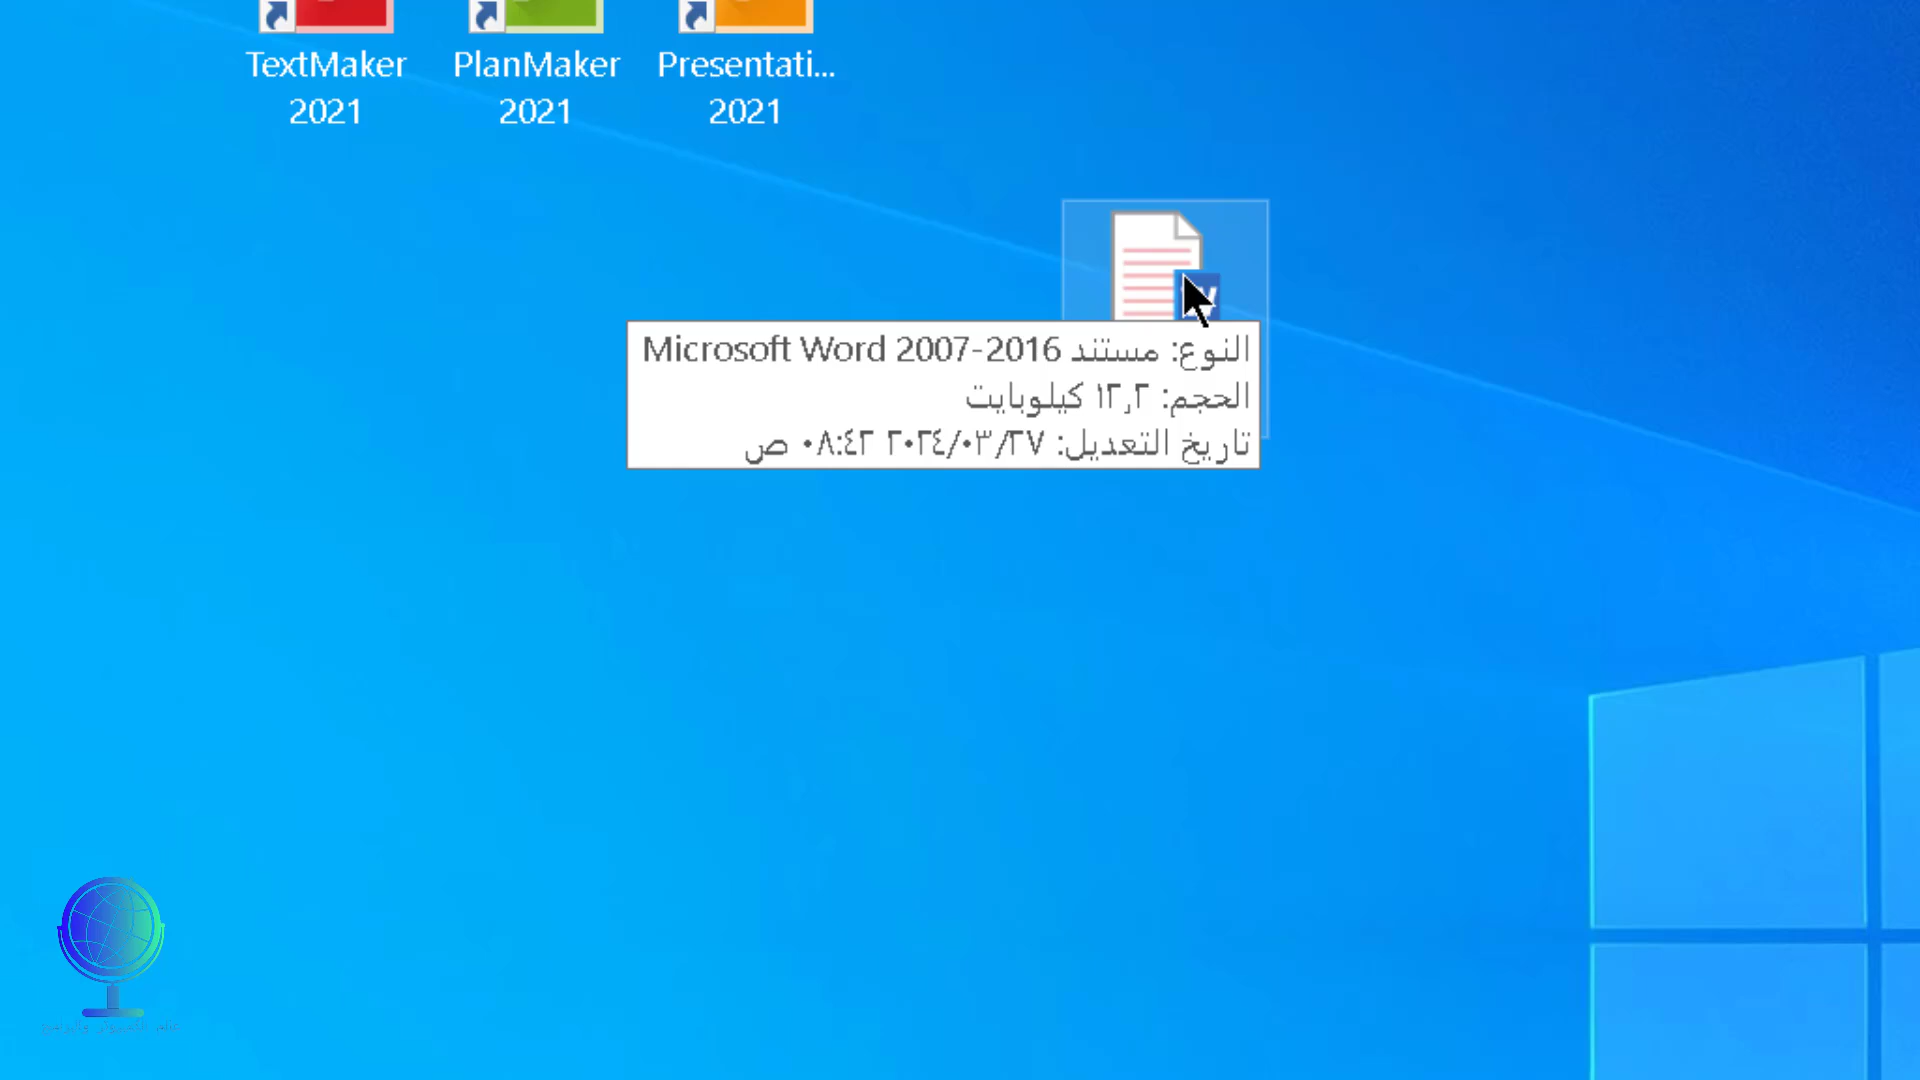 TextMaker
2021
PlanMaker
2021
Presentati...
2021
النوع: مستند Microsoft Word 2007-2016
الحجم: ١٢٫٢ كيلوبايت
تاريخ التعديل: ٢٠٢٤/٠٣/٢٧ ٠٨:٤٢ ص